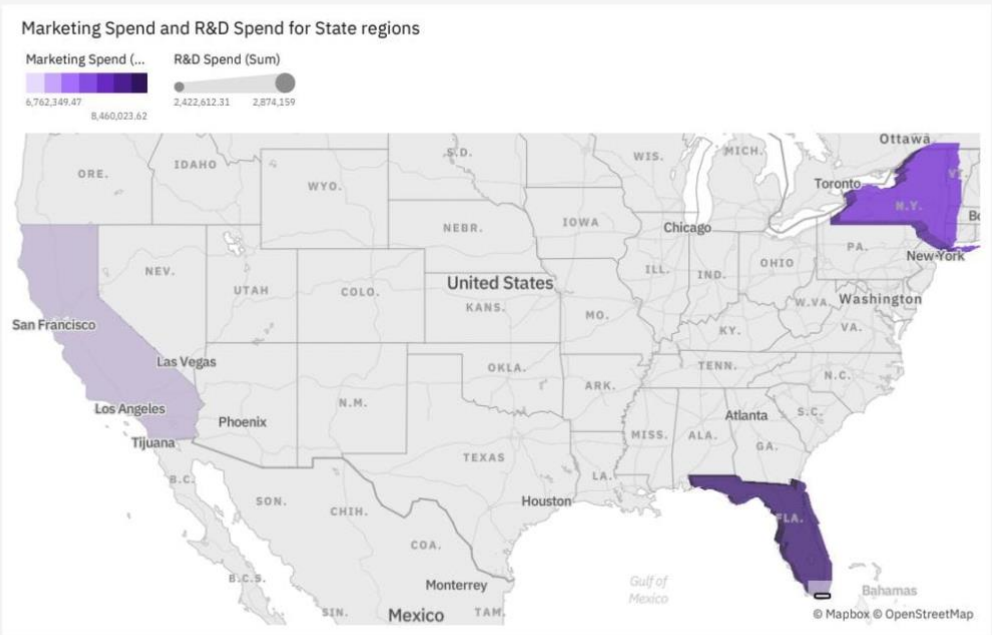 Marketing Spend and R&D Spend for State regions
Marketing Spend (...
R&D Spend (Sum)
6,762,349.47
8,460,023.62
2,422,612.31
2,874,159
Ottawa
S.D.
WIS.
MICH.
IDAHO
ORE.
WYO.
Toronto
N.Y.
NEBR.
IOWA
Chicago
New York
PA.
OHIO
ILL.
IND.
NEV.
UTAH
COLO.
United States
KANS.
MO.
W.VA.
Washington
VA.
KY.
San Francisco
Las Vegas
OKLA.
TENN.
N.C.
ARK.
Los Angeles
N.M.
Phoenix
Atlanta
S.C.
Tijuana
MISS.
ALA.
GA.
TEXAS
LA.
B.C.
SON.
CHIH.
Houston
FLA.
COA.
B.C.S.
Monterrey
Gulf of
Mexico
Bahamas
SIN.
Mexico
TAM.
© Mapbox © OpenStreetMap